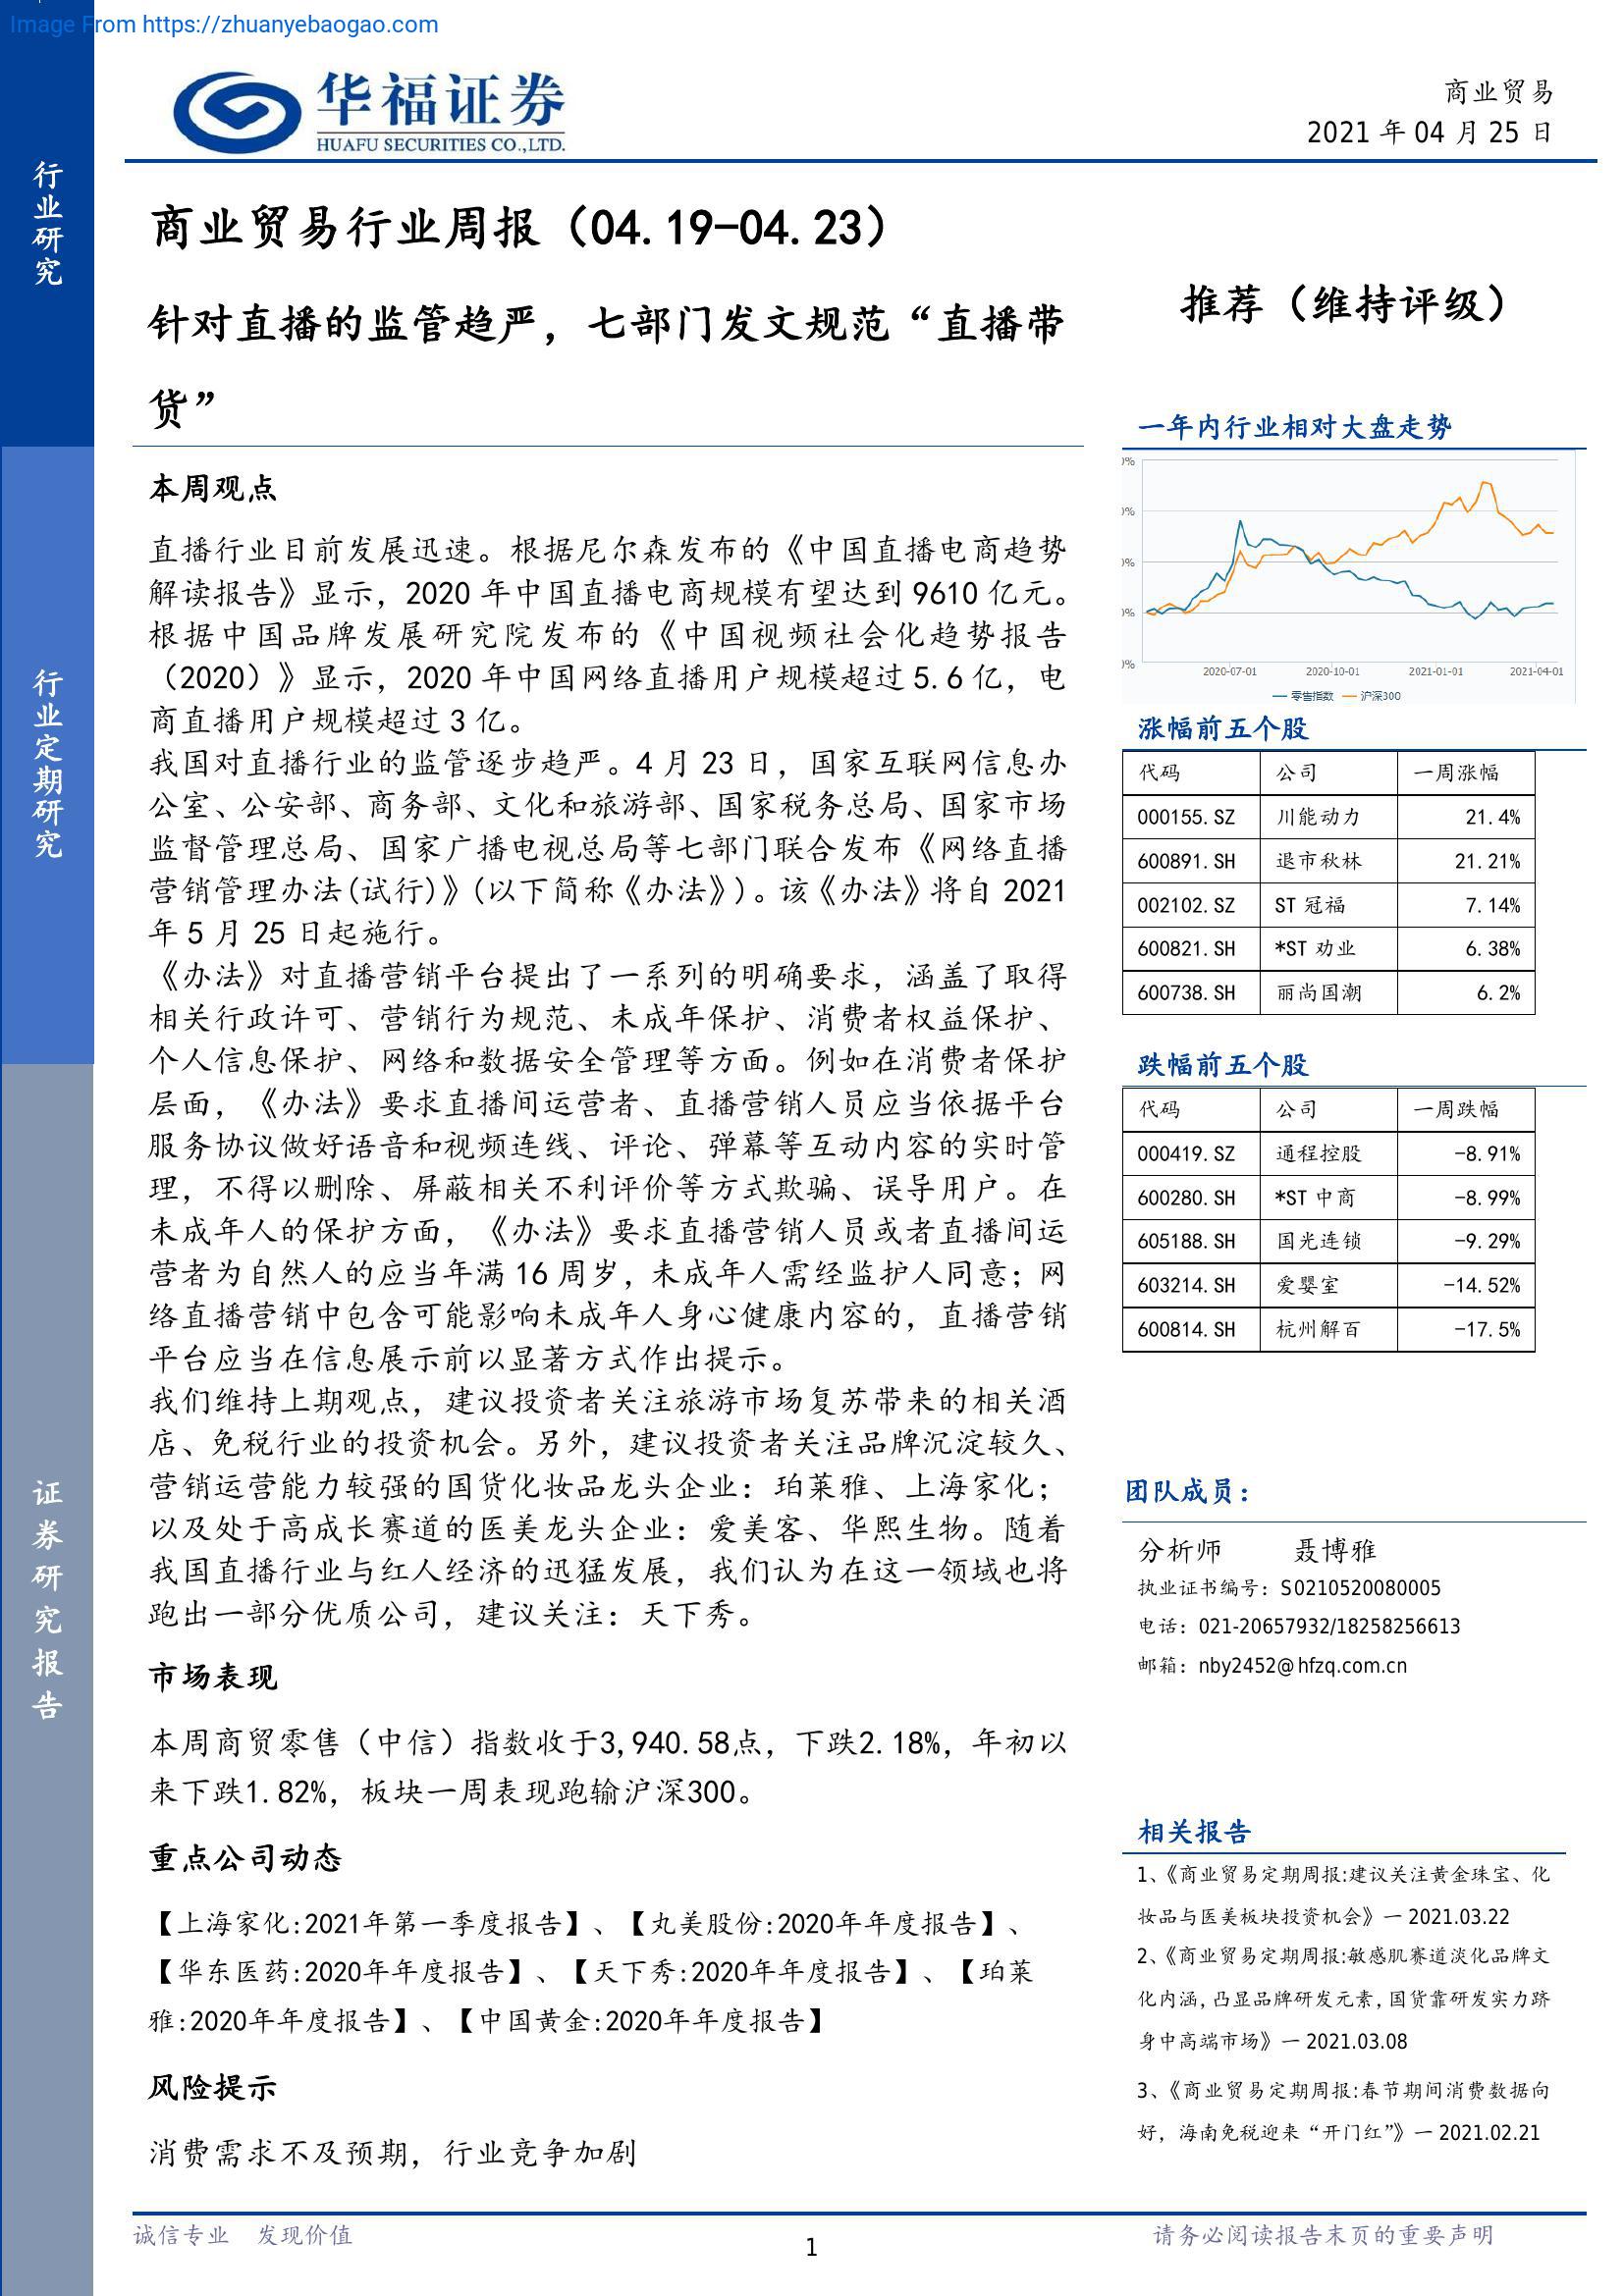 Image From https://zhuanyebaogao.com
华福证券
HUAFU SECURITIES CO.,LTD.
商业贸易
2021 年 04 月 25 日
行业研究
行业定期研究
证券研究报告
商业贸易行业周报（04.19-04.23）
针对直播的监管趋严，七部门发文规范“直播带
货”
推荐（维持评级）
本周观点
直播行业目前发展迅速。根据尼尔森发布的《中国直播电商趋势
解读报告》显示，2020 年中国直播电商规模有望达到 9610 亿元。
根据中国品牌发展研究院发布的《中国视频社会化趋势报告
（2020）》显示，2020 年中国网络直播用户规模超过 5.6 亿，电
商直播用户规模超过 3 亿。
我国对直播行业的监管逐步趋严。4 月 23 日，国家互联网信息办
公室、公安部、商务部、文化和旅游部、国家税务总局、国家市场
监督管理总局、国家广播电视总局等七部门联合发布《网络直播
营销管理办法(试行)》(以下简称《办法》)。该《办法》将自 2021
年 5 月 25 日起施行。
《办法》对直播营销平台提出了一系列的明确要求，涵盖了取得
相关行政许可、营销行为规范、未成年保护、消费者权益保护、
个人信息保护、网络和数据安全管理等方面。例如在消费者保护
层面，《办法》要求直播间运营者、直播营销人员应当依据平台
服务协议做好语音和视频连线、评论、弹幕等互动内容的实时管
理，不得以删除、屏蔽相关不利评价等方式欺骗、误导用户。在
未成年人的保护方面，《办法》要求直播营销人员或者直播间运
营者为自然人的应当年满 16 周岁，未成年人需经监护人同意；网
络直播营销中包含可能影响未成年人身心健康内容的，直播营销
平台应当在信息展示前以显著方式作出提示。
我们维持上期观点，建议投资者关注旅游市场复苏带来的相关酒
店、免税行业的投资机会。另外，建议投资者关注品牌沉淀较久、
营销运营能力较强的国货化妆品龙头企业：珀莱雅、上海家化；
以及处于高成长赛道的医美龙头企业：爱美客、华熙生物。随着
我国直播行业与红人经济的迅猛发展，我们认为在这一领域也将
跑出一部分优质公司，建议关注：天下秀。
市场表现
本周商贸零售（中信）指数收于3,940.58点，下跌2.18%，年初以
来下跌1.82%，板块一周表现跑输沪深300。
重点公司动态
【上海家化:2021年第一季度报告】、【丸美股份:2020年年度报告】、
【华东医药:2020年年度报告】、【天下秀:2020年年度报告】、【珀莱
雅:2020年年度报告】、【中国黄金:2020年年度报告】
风险提示
消费需求不及预期，行业竞争加剧
一年内行业相对大盘走势
0%
0%
0%
0%
0%
2020-07-01 2020-10-01 2021-01-01 2021-04-01
零售指数 沪深300
涨幅前五个股
代码 公司 一周涨幅
000155.SZ 川能动力 21.4%
600891.SH 退市秋林 21.21%
002102.SZ ST 冠福 7.14%
600821.SH *ST 劝业 6.38%
600738.SH 丽尚国潮 6.2%
跌幅前五个股
代码 公司 一周跌幅
000419.SZ 通程控股 -8.91%
600280.SH *ST 中商 -8.99%
605188.SH 国光连锁 -9.29%
603214.SH 爱婴室 -14.52%
600814.SH 杭州解百 -17.5%
团队成员：
分析师 聂博雅
执业证书编号：S0210520080005
电话：021-20657932/18258256613
邮箱：nby2452@hfzq.com.cn
相关报告
1、《商业贸易定期周报:建议关注黄金珠宝、化
妆品与医美板块投资机会》一 2021.03.22
2、《商业贸易定期周报:敏感肌赛道淡化品牌文
化内涵,凸显品牌研发元素,国货靠研发实力跻
身中高端市场》一 2021.03.08
3、《商业贸易定期周报:春节期间消费数据向
好，海南免税迎来“开门红”》一 2021.02.21
诚信专业 发现价值
1
请务必阅读报告末页的重要声明